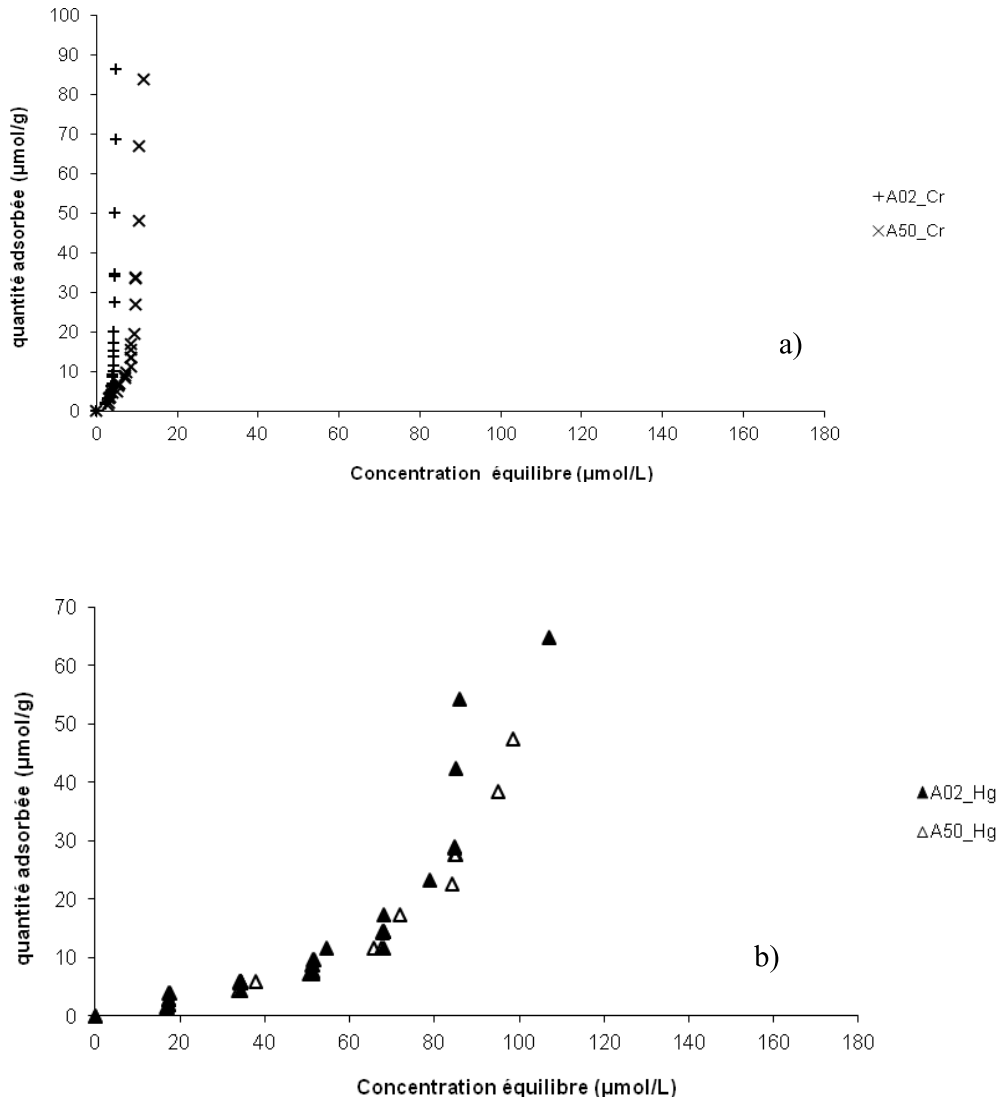 100
90
80
70
60
50
40
30
20
10
0
quantité adsorbée (µmol/g)
+A02_Cr
×A50_Cr
a)
0 20 40 60 80 100 120 140 160 180
Concentration équilibre (µmol/L)
70
60
50
40
30
20
10
0
quantité adsorbée (µmol/g)
▲A02_Hg
△A50_Hg
b)
0 20 40 60 80 100 120 140 160 180
Concentration équilibre (µmol/L)